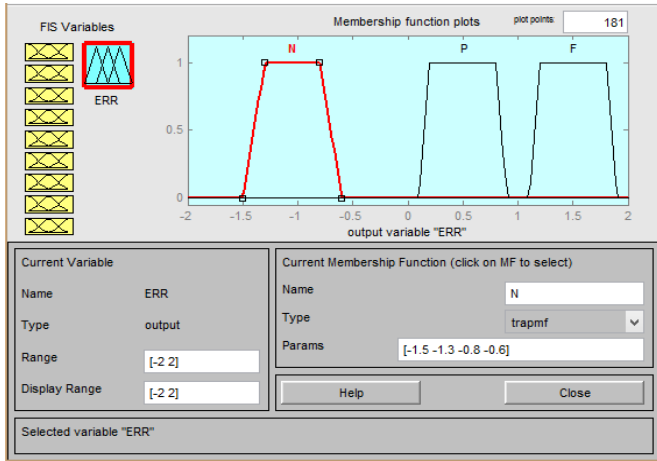 FIS Variables
Membership function plots
plot points:
181
ERR
N
P
F
1
0.5
0
-2
-1.5
-1
-0.5
0
0.5
1
1.5
2
output variable "ERR"
Current Variable
Name ERR
Type output
Range [-2 2]
Display Range [-2 2]
Current Membership Function (click on MF to select)
Name N
Type trapmf
Params [-1.5 -1.3 -0.8 -0.6]
Help
Close
Selected variable "ERR"